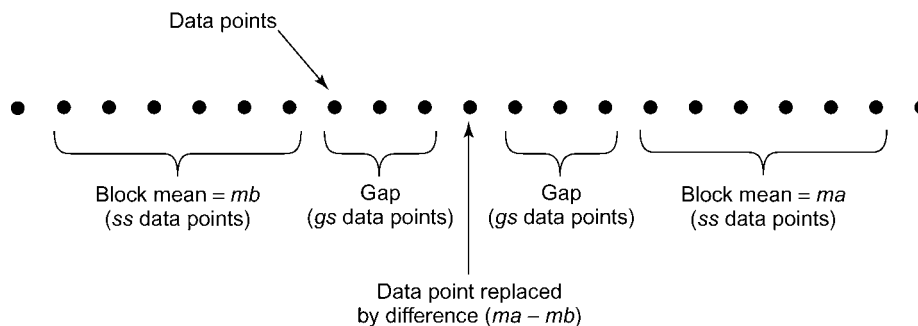 Data points
Block mean = mb
(ss data points)
Gap
(gs data points)
Gap
(gs data points)
Block mean = ma
(ss data points)
Data point replaced
by difference (ma – mb)